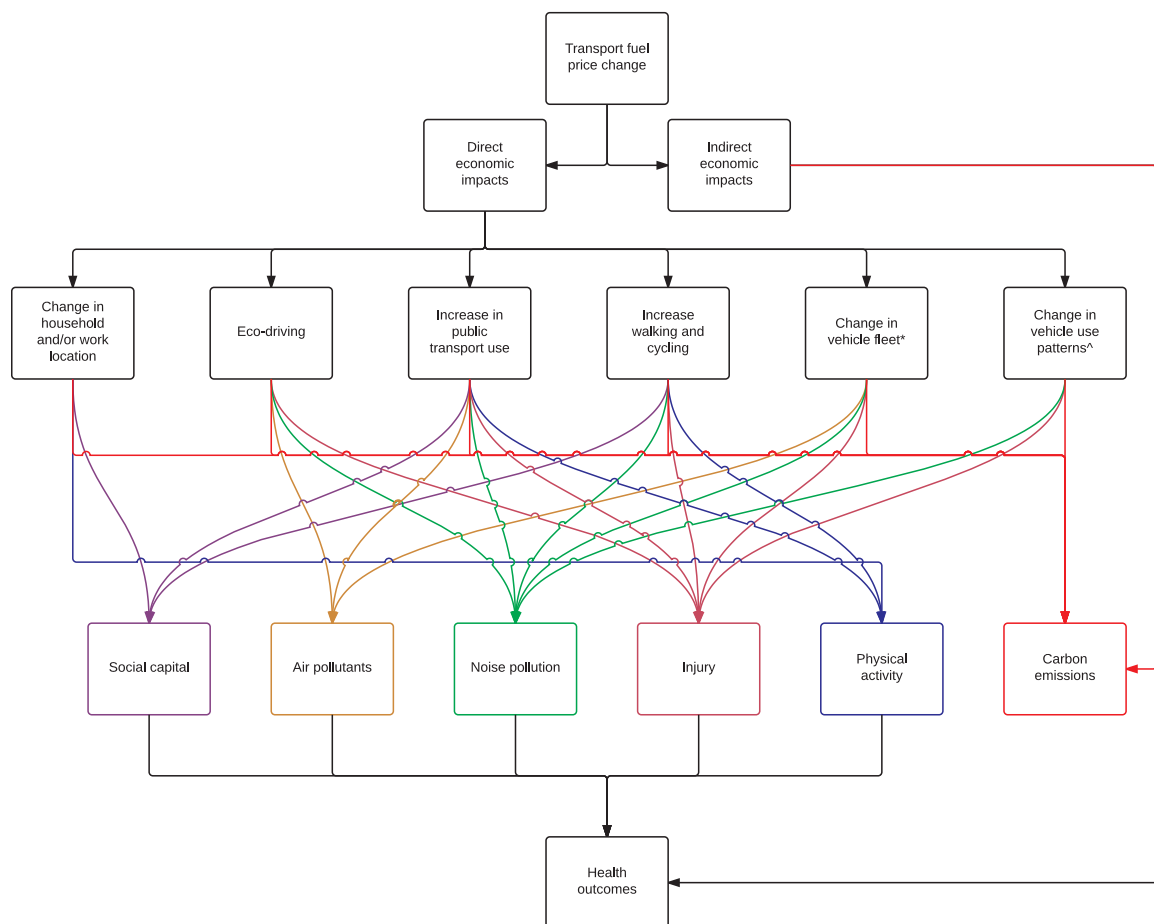 Transport fuel
price change
Direct
economic
impacts
Indirect
economic
impacts
Change in
household
and/or work
location
Eco-driving
Increase in
public
transport use
Increase
walking and
cycling
Change in
vehicle fleet*
Change in
vehicle use
patterns^
Social capital
Air pollutants
Noise pollution
Injury
Physical
activity
Carbon
emissions
Health
outcomes